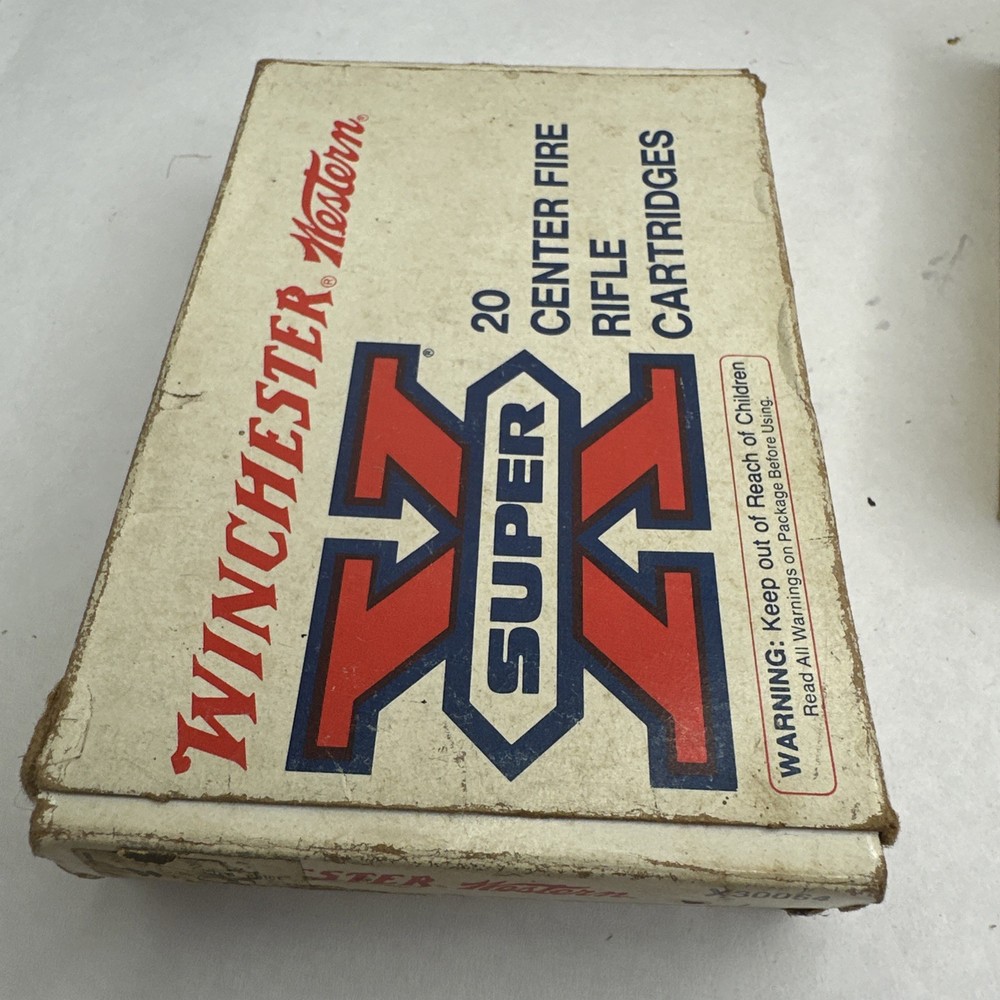 WINCHESTER® Western®
SUPER X®
20
CENTER FIRE
RIFLE
CARTRIDGES
WARNING: Keep out of Reach of Children
Read All Warnings on Package Before Using.
Western